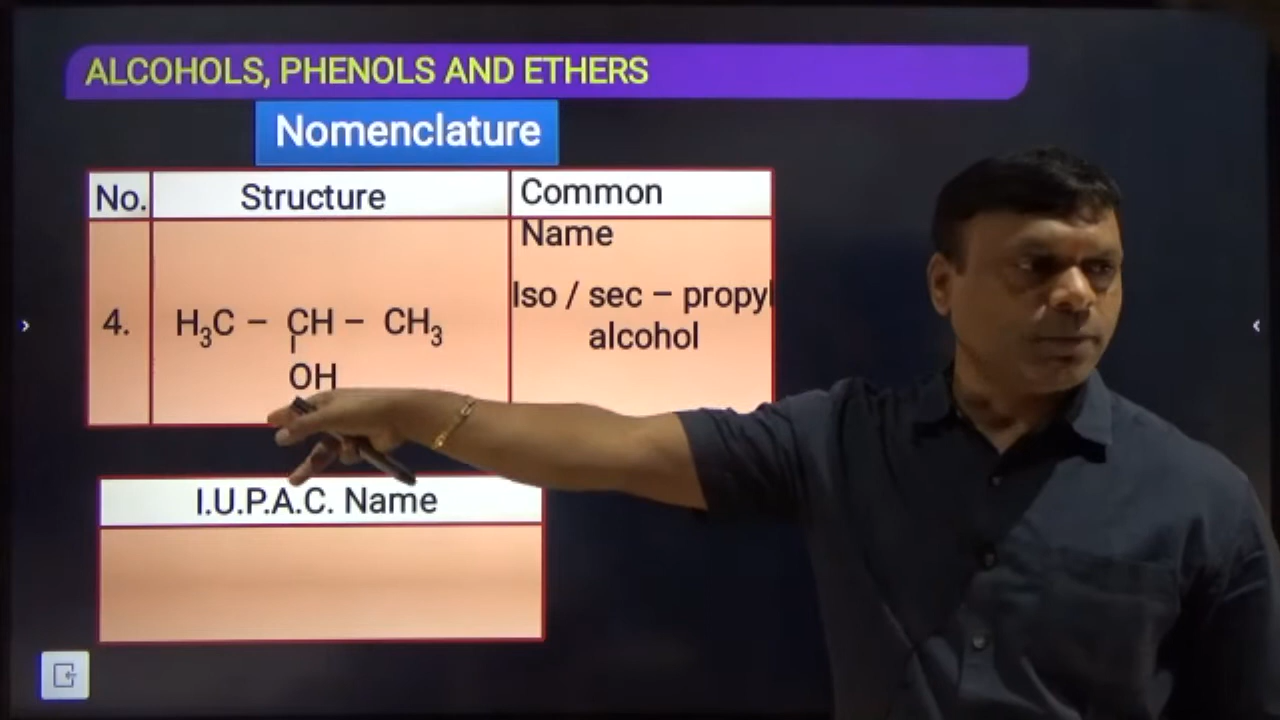 ALCOHOLS, PHENOLS AND ETHERS
Nomenclature
No. Structure Common Name
4. H₃C – CH – CH₃ Iso / sec – propyl
OH alcohol
I.U.P.A.C. Name